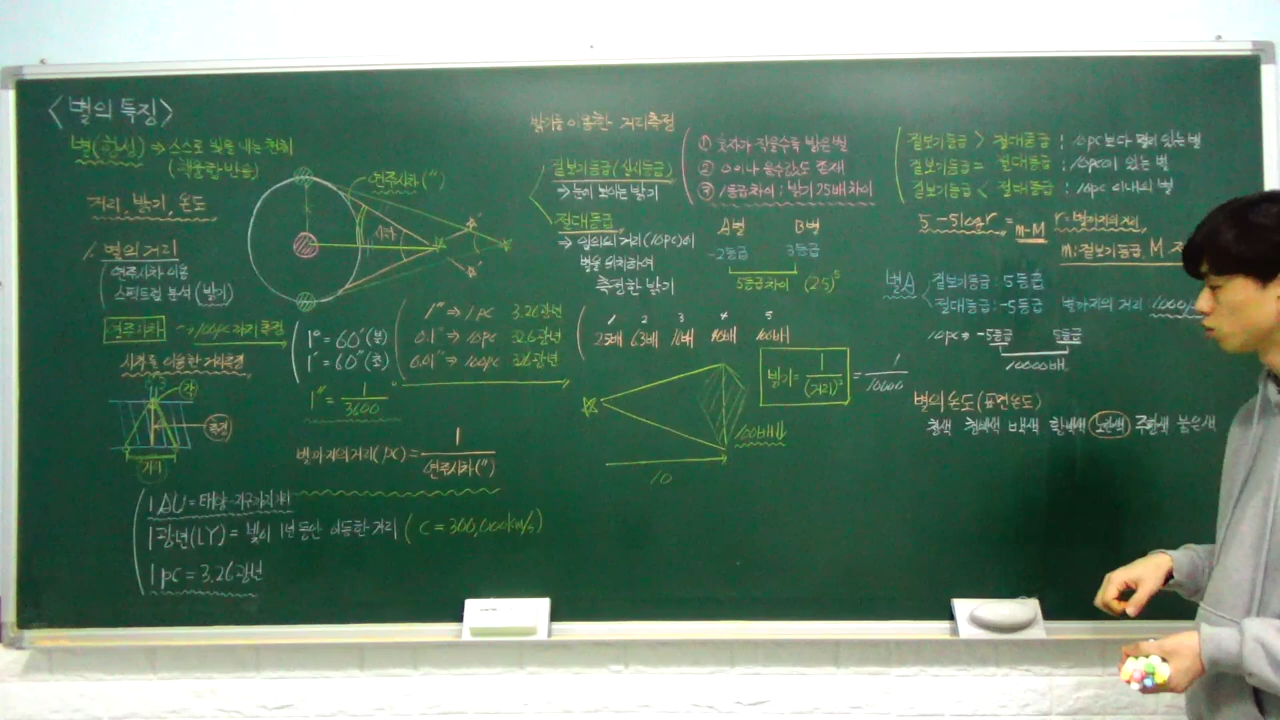 <별의 특징>
별(항성) ⇒ 스스로 빛을 내는 천체
(핵융합 반응)
거리, 밝기, 온도
1. 별의 거리
연주시차 이용
스펙트럼 분석 (밝기)
연주시차 → 100pc까지 측정
시차를 이용한 거리측정
(각)
측정
거리
연주시차(")
시차
1° = 60'(분)
1' = 60"(초)
1" = 1/3600°
1" ⇒ 1pc 3.26광년
0.1" ⇒ 10pc 32.6광년
0.01" ⇒ 100pc 326광년
별까지의 거리(pc) = 1/연주시차(")
1AU = 태양-지구까지 거리
1광년(LY) = 빛이 1년 동안 이동한 거리 (C = 300,000km/s)
1pc = 3.26광년
밝기를 이용한 거리측정
겉보기등급(실시등급)
⇒ 눈에 보이는 밝기
절대등급
⇒ 임의의 거리(10pc)에
별을 위치하여
측정한 밝기
① 숫자가 작을수록 밝은 별
② 0이나 음수값도 존재
③ 1등급차이 : 밝기 2.5배 차이
A별 B별
-2등급 3등급
5등급차이 (2.5)⁵
1 2 3 4 5
2.5배 6.3배 16배 40배 100배
밝기 = 1/(거리)² = 1/10000
100배
10
겉보기등급 > 절대등급 : 10pc보다 멀리 있는 별
겉보기등급 = 절대등급 : 10pc에 있는 별
겉보기등급 < 절대등급 : 10pc 이내의 별
5-5logr = m-M r=별까지의 거리,
m:겉보기등급, M
별A
겉보기등급 : 5등급
절대등급 : -5등급 별까지의 거리 :
10pc ⇒ -5등급 5등급
10000배
별의 온도(표면온도)
청색 청백색 백색 황백색 노란색 주황색 붉은색